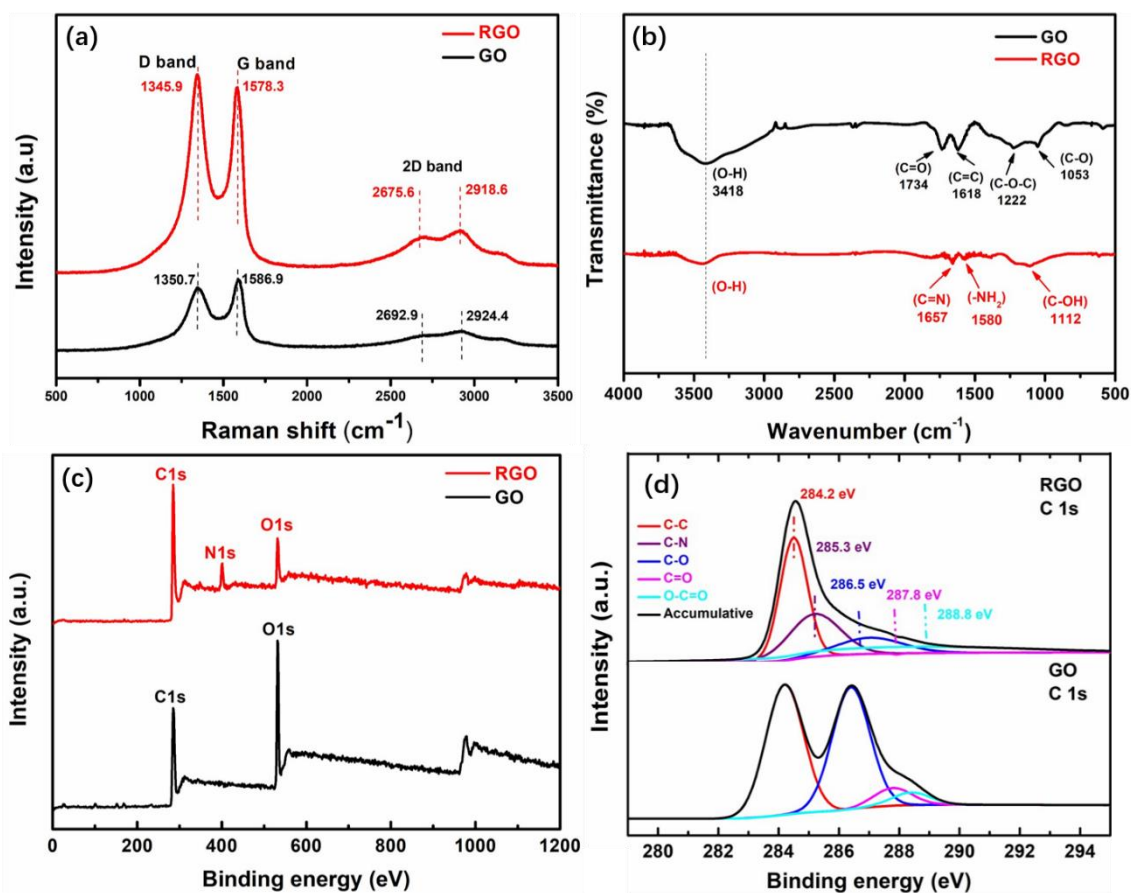 (a)
RGO
GO
D band
1345.9
G band
1578.3
2D band
2675.6
2918.6
1350.7
1586.9
2692.9
2924.4
Intensity (a.u)
500
1000
1500
2000
2500
3000
3500
Raman shift (cm⁻¹)
(b)
GO
RGO
(O-H)
3418
(C=O)
1734
(C=C)
1618
(C-O-C)
1222
(C-O)
1053
(O-H)
(C=N)
1657
(-NH₂)
1580
(C-OH)
1112
Transmittance (%)
4000
3500
3000
2500
2000
1500
1000
500
Wavenumber (cm⁻¹)
(c)
RGO
GO
C1s
N1s
O1s
C1s
O1s
Intensity (a.u.)
0
200
400
600
800
1000
1200
Binding energy (eV)
(d)
RGO
C 1s
284.2 eV
285.3 eV
286.5 eV
287.8 eV
288.8 eV
C-C
C-N
C-O
C=O
O-C=O
Accumulative
GO
C 1s
Intensity (a.u.)
280
282
284
286
288
290
292
294
Binding energy (eV)